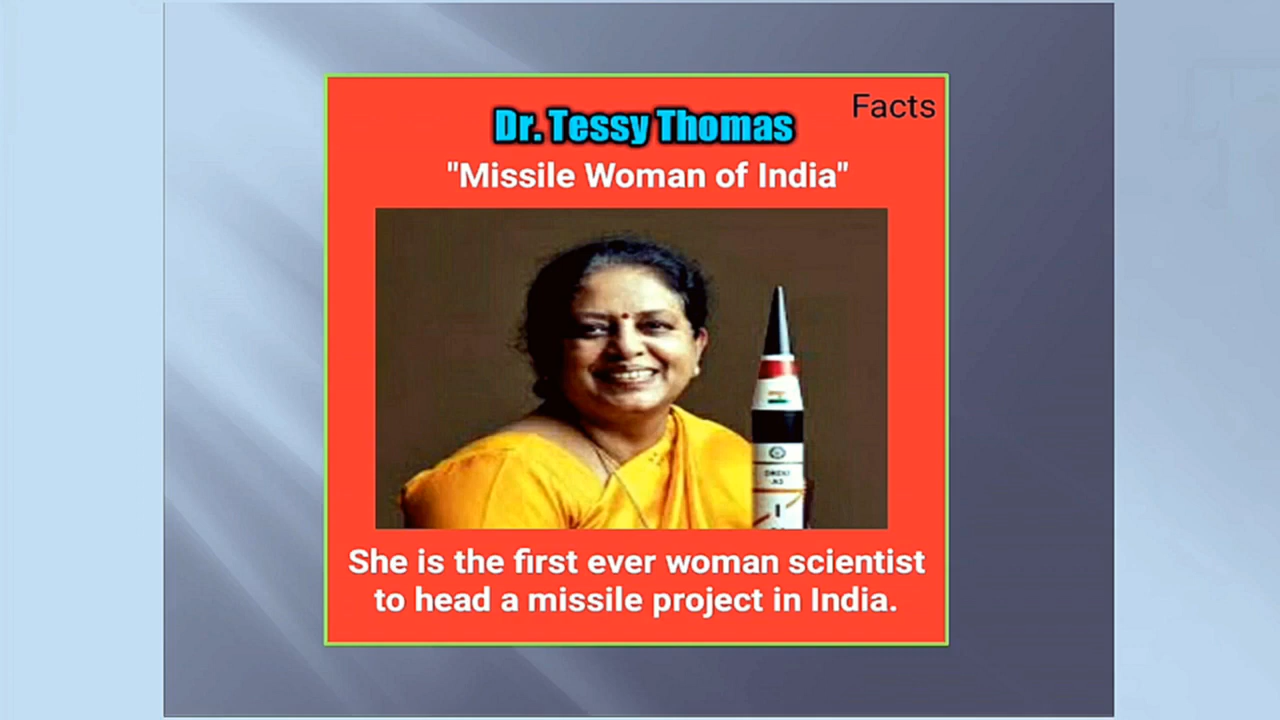 Facts
Dr. Tessy Thomas
"Missile Woman of India"
She is the first ever woman scientist
to head a missile project in India.